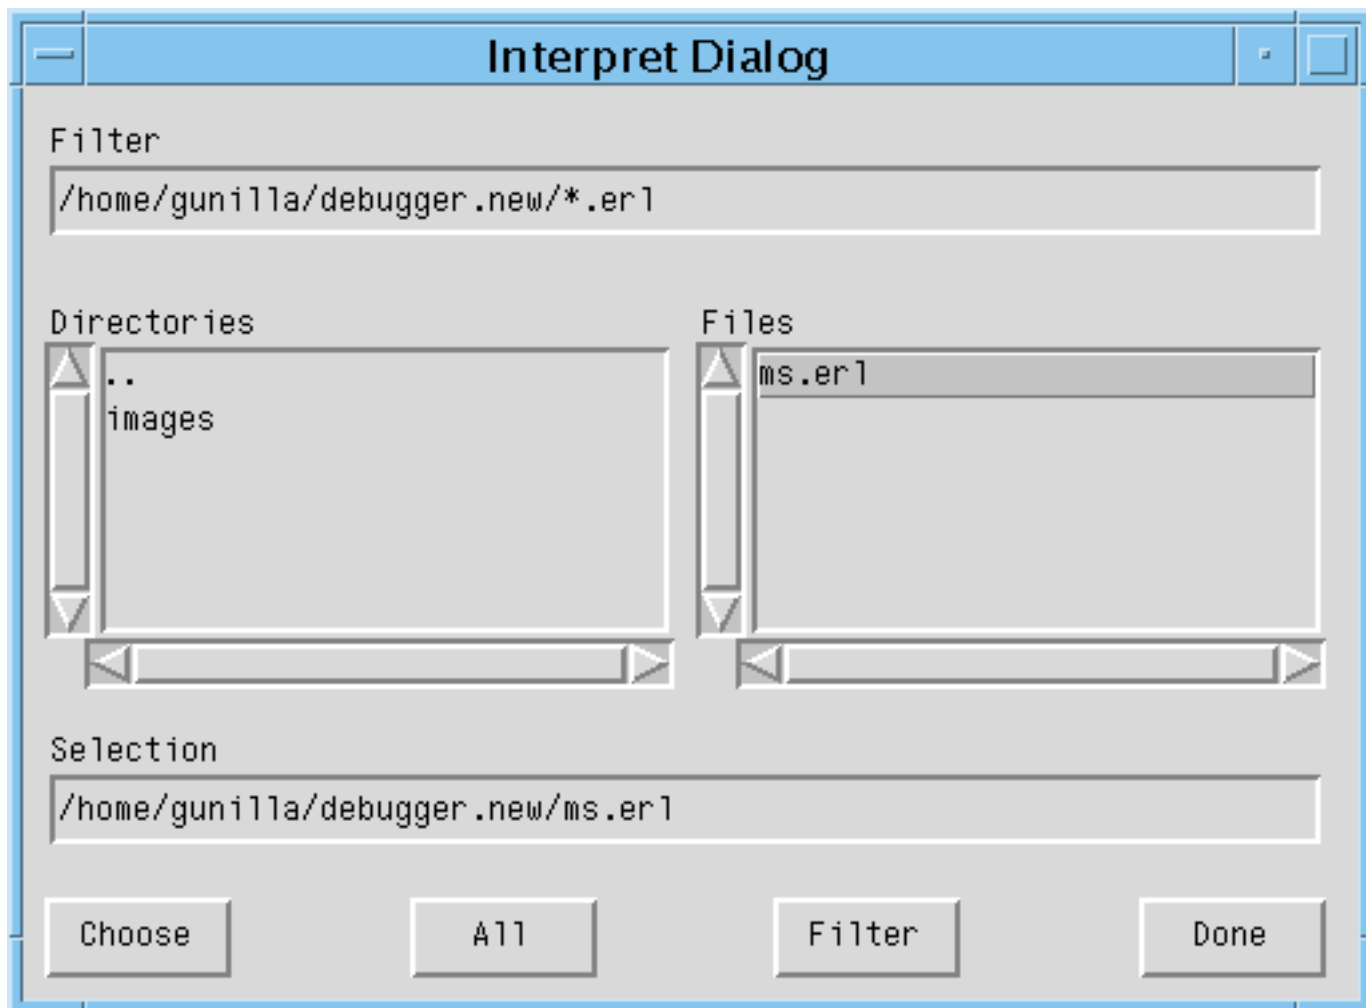 Interpret Dialog
Filter
/home/gunilla/debugger.new/*.erl
Directories
..
images
Files
ms.erl
Selection
/home/gunilla/debugger.new/ms.erl
Choose
All
Filter
Done